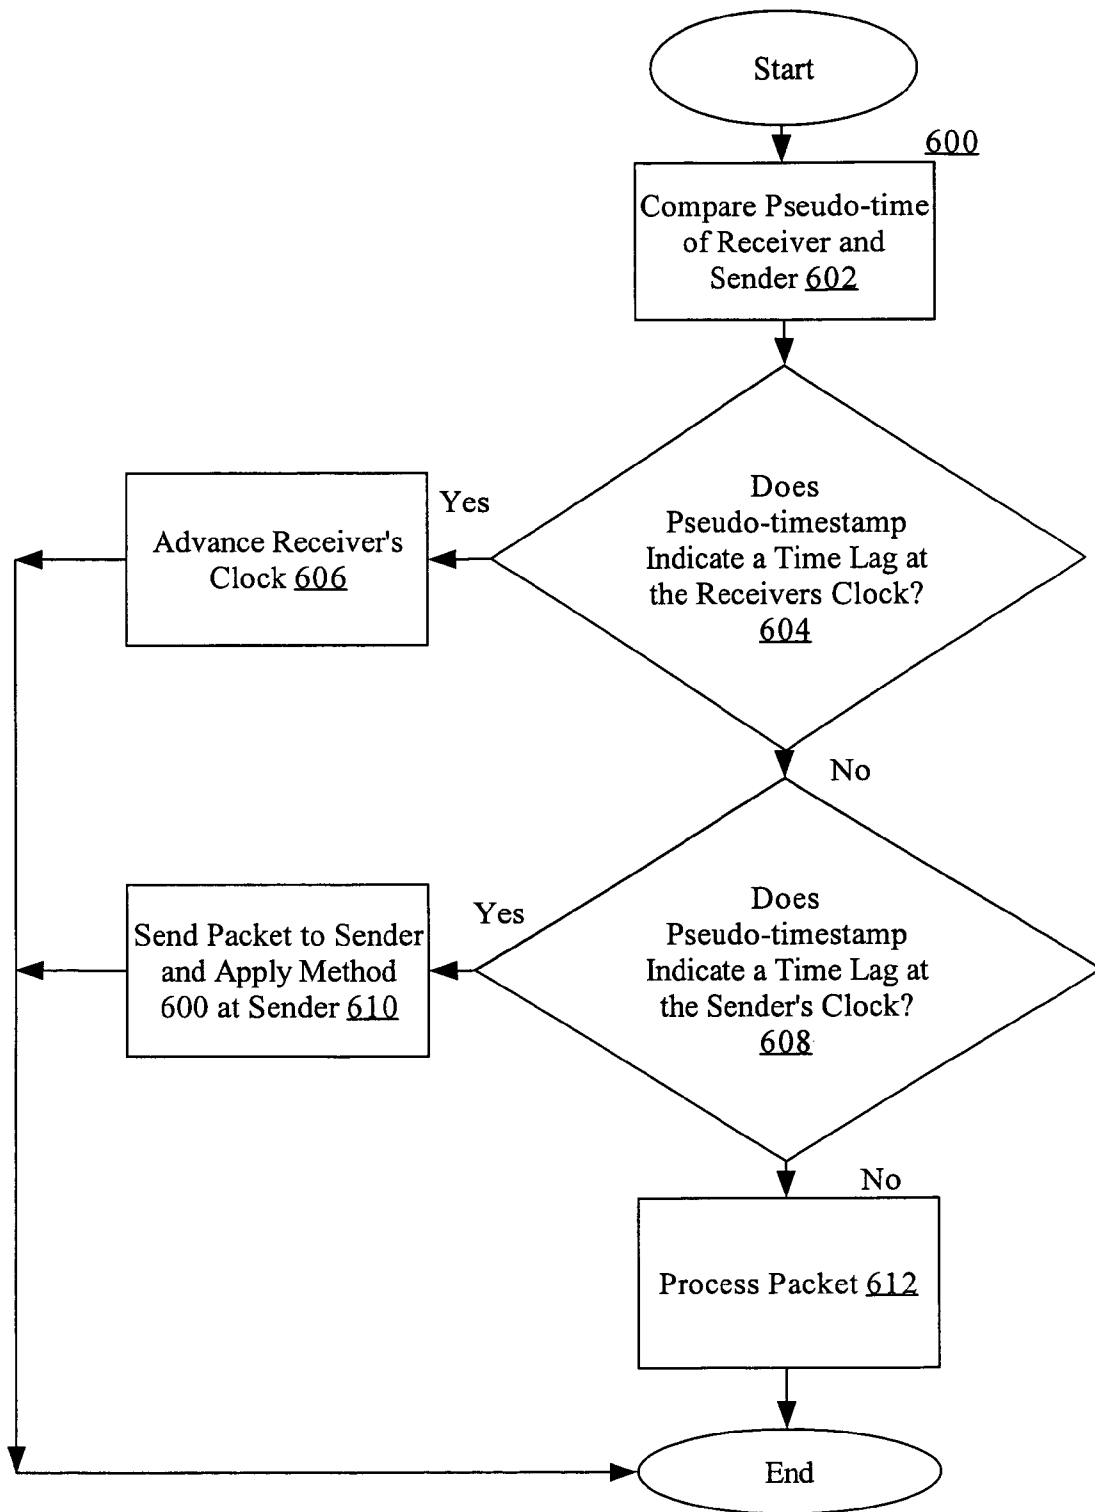 Start
600
Compare Pseudo-time
of Receiver and
Sender 602
Does
Pseudo-timestamp
Indicate a Time Lag at
the Receivers Clock?
604
Yes
Advance Receiver's
Clock 606
No
Does
Pseudo-timestamp
Indicate a Time Lag at
the Sender's Clock?
608
Yes
Send Packet to Sender
and Apply Method
600 at Sender 610
No
Process Packet 612
End